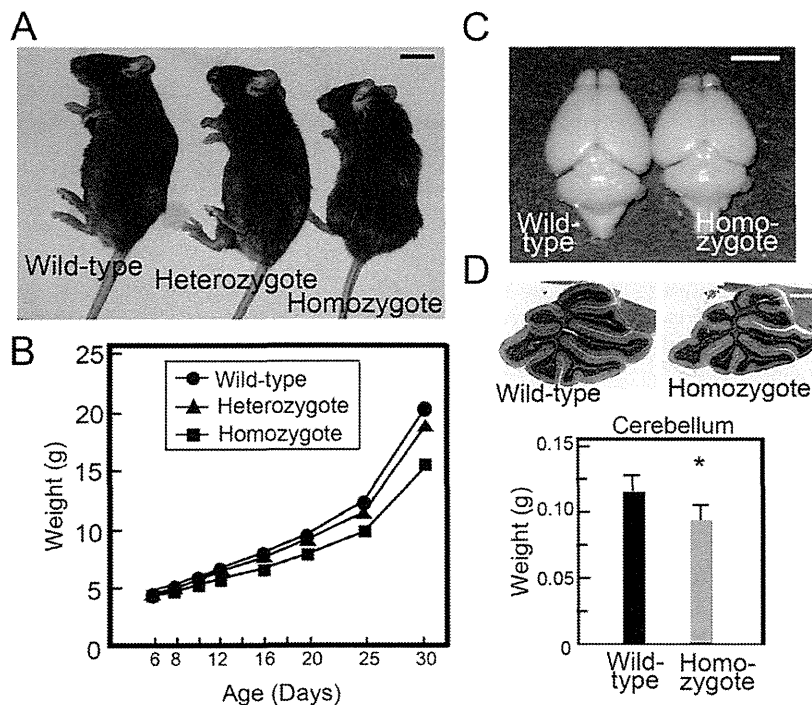 A
Wild-type
Heterozygote
Homozygote
B
25
20
15
10
5
0
Weight (g)
Wild-type
Heterozygote
Homozygote
6 8 12 16 20 25 30
Age (Days)
C
Wild-
type
Homo-
zygote
D
Wild-type
Homozygote
Cerebellum
0.15
0.10
0.05
0
Weight (g)
*
Wild-
type
Homo-
zygote